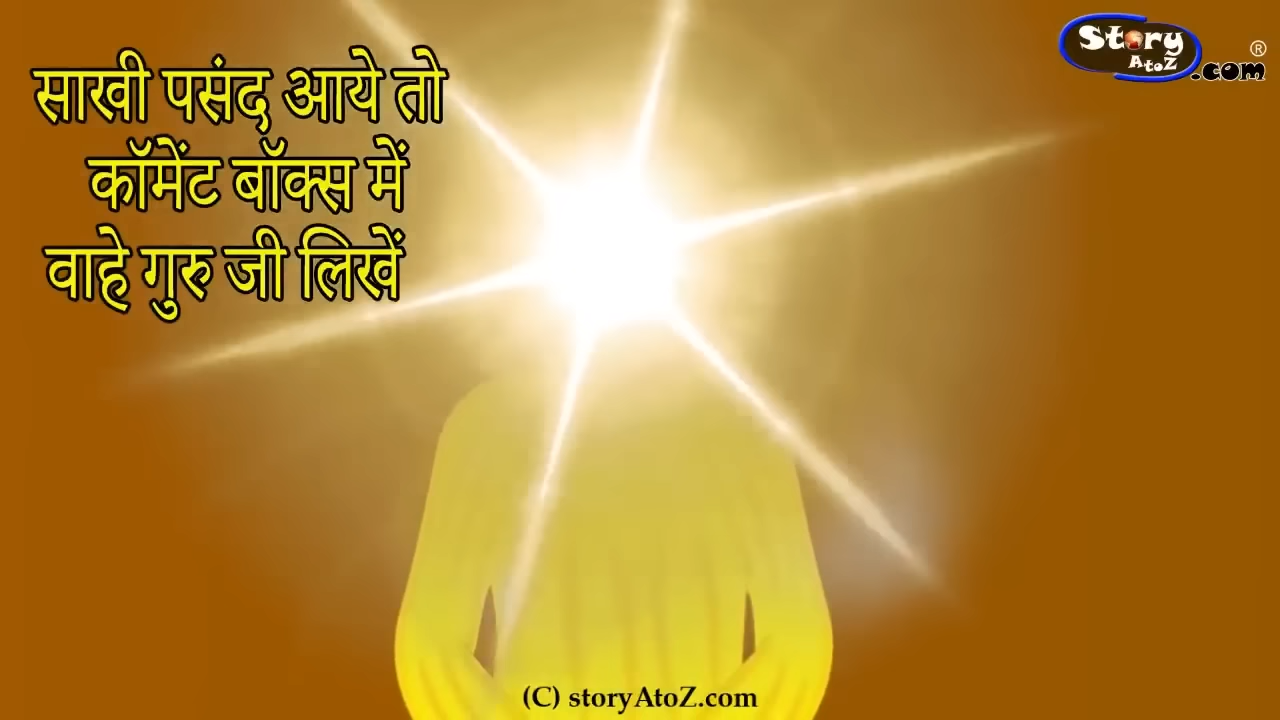 साखी पसंद आये तो
कॉमेंट बॉक्स में
वाहे गुरु जी लिखें
Story
AtoZ
.com
®
(C) storyAtoZ.com